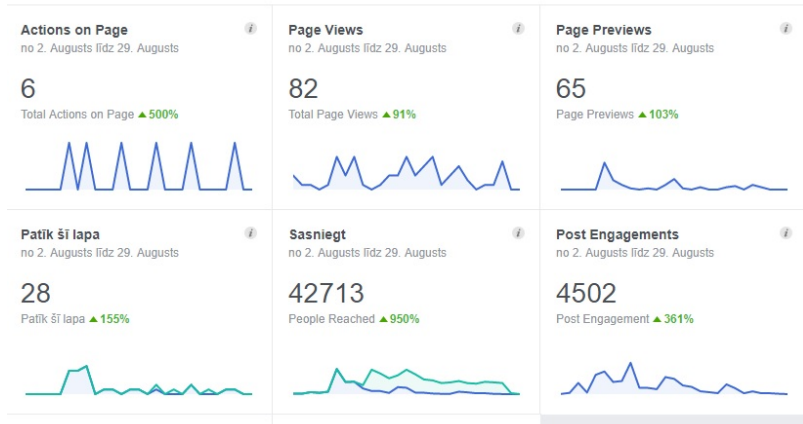 Actions on Page
no 2. Augusts līdz 29. Augusts
6
Total Actions on Page ▲500%
Page Views
no 2. Augusts līdz 29. Augusts
82
Total Page Views ▲91%
Page Previews
no 2. Augusts līdz 29. Augusts
65
Page Previews ▲103%
Patīk šī lapa
no 2. Augusts līdz 29. Augusts
28
Patīk šī lapa ▲155%
Sasniegt
no 2. Augusts līdz 29. Augusts
42713
People Reached ▲950%
Post Engagements
no 2. Augusts līdz 29. Augusts
4502
Post Engagement ▲361%